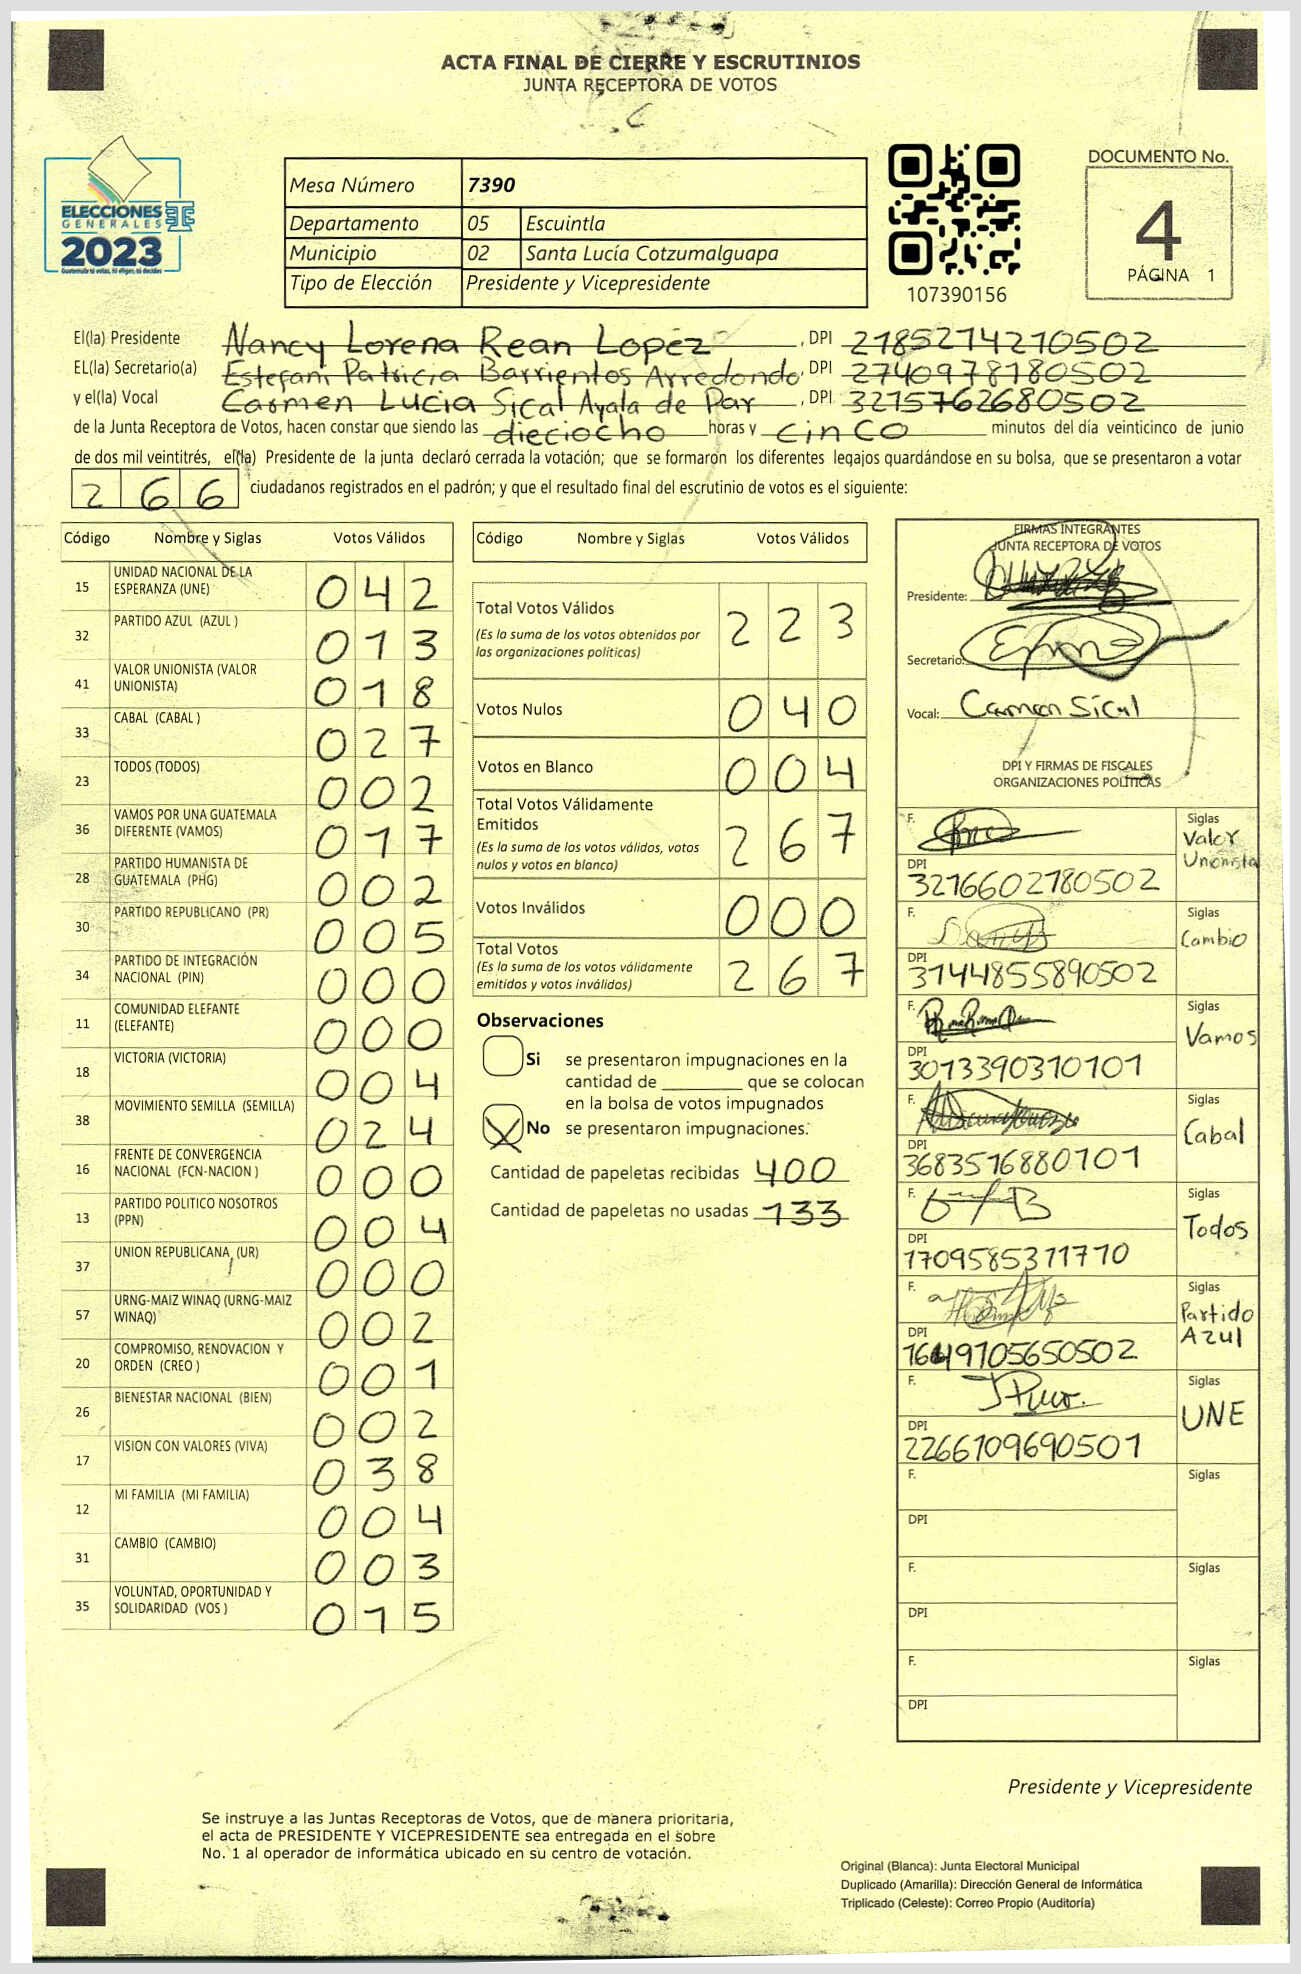 ACTA FINAL DE CIERRE Y ESCRUTINIOS
JUNTA RECEPTORA DE VOTOS
ELECCIONES
GENERALES
2023
Guatemala tú votas, tú eliges, tú decides
Mesa Número 7390
Departamento 05 Escuintla
Municipio 02 Santa Lucía Cotzumalguapa
Tipo de Elección Presidente y Vicepresidente
107390156
DOCUMENTO No.
4
PÁGINA 1
El(la) Presidente Nancy Lorena Rean Lopéz, DPI 2185214210502
EL(la) Secretario(a) Estefani Patricia Barrientos Arredondo, DPI 2740978180502
y el(la) Vocal Carmen Lucia Sical Ayala de Par, DPI 3215762680502
de la Junta Receptora de Votos, hacen constar que siendo las dieciocho horas y cinco minutos del día veinticinco de junio
de dos mil veintitrés, el(la) Presidente de la junta declaró cerrada la votación; que se formaron los diferentes legajos guardándose en su bolsa, que se presentaron a votar
266 ciudadanos registrados en el padrón; y que el resultado final del escrutinio de votos es el siguiente:
Código Nombre y Siglas Votos Válidos
15 UNIDAD NACIONAL DE LA ESPERANZA (UNE) 042
32 PARTIDO AZUL (AZUL ) 013
41 VALOR UNIONISTA (VALOR UNIONISTA) 018
33 CABAL (CABAL ) 027
23 TODOS (TODOS) 002
36 VAMOS POR UNA GUATEMALA DIFERENTE (VAMOS) 017
28 PARTIDO HUMANISTA DE GUATEMALA (PHG) 002
30 PARTIDO REPUBLICANO (PR) 005
34 PARTIDO DE INTEGRACIÓN NACIONAL (PIN) 000
11 COMUNIDAD ELEFANTE (ELEFANTE) 000
18 VICTORIA (VICTORIA) 004
38 MOVIMIENTO SEMILLA (SEMILLA) 024
16 FRENTE DE CONVERGENCIA NACIONAL (FCN-NACION ) 000
13 PARTIDO POLITICO NOSOTROS (PPN) 004
37 UNION REPUBLICANA (UR) 000
57 URNG-MAIZ WINAQ (URNG-MAIZ WINAQ) 002
20 COMPROMISO, RENOVACION Y ORDEN (CREO ) 001
26 BIENESTAR NACIONAL (BIEN) 002
17 VISION CON VALORES (VIVA) 038
12 MI FAMILIA (MI FAMILIA) 004
31 CAMBIO (CAMBIO) 003
35 VOLUNTAD, OPORTUNIDAD Y SOLIDARIDAD (VOS ) 015
Código Nombre y Siglas Votos Válidos
Total Votos Válidos 223
(Es la suma de los votos obtenidos por
las organizaciones políticas)
Votos Nulos 040
Votos en Blanco 004
Total Votos Válidamente
Emitidos 267
(Es la suma de los votos válidos, votos
nulos y votos en blanco)
Votos Inválidos 000
Total Votos 267
(Es la suma de los votos válidamente
emitidos y votos inválidos)
Observaciones
Si se presentaron impugnaciones en la
cantidad de ________ que se colocan
en la bolsa de votos impugnados
X No se presentaron impugnaciones.
Cantidad de papeletas recibidas 400
Cantidad de papeletas no usadas 133
FIRMAS INTEGRANTES
JUNTA RECEPTORA DE VOTOS
Presidente:
Secretario:
Vocal: Carmen Sical
DPI Y FIRMAS DE FISCALES
ORGANIZACIONES POLÍTICAS
F. Siglas Valor Unionista
DPI 3216602180502
F. Siglas Cambio
DPI 3144855890502
F. Siglas Vamos
DPI 3013390310101
F. Siglas Cabal
DPI 3683516880101
F. Siglas Todos
DPI 1709585311710
F. Siglas Partido Azul
DPI 1649105650502
F. Siglas UNE
DPI 2266109690501
F. Siglas
DPI
F. Siglas
DPI
F. Siglas
DPI
Presidente y Vicepresidente
Se instruye a las Juntas Receptoras de Votos, que de manera prioritaria,
el acta de PRESIDENTE Y VICEPRESIDENTE sea entregada en el sobre
No. 1 al operador de informática ubicado en su centro de votación.
Original (Blanca): Junta Electoral Municipal
Duplicado (Amarilla): Dirección General de Informática
Triplicado (Celeste): Correo Propio (Auditoría)